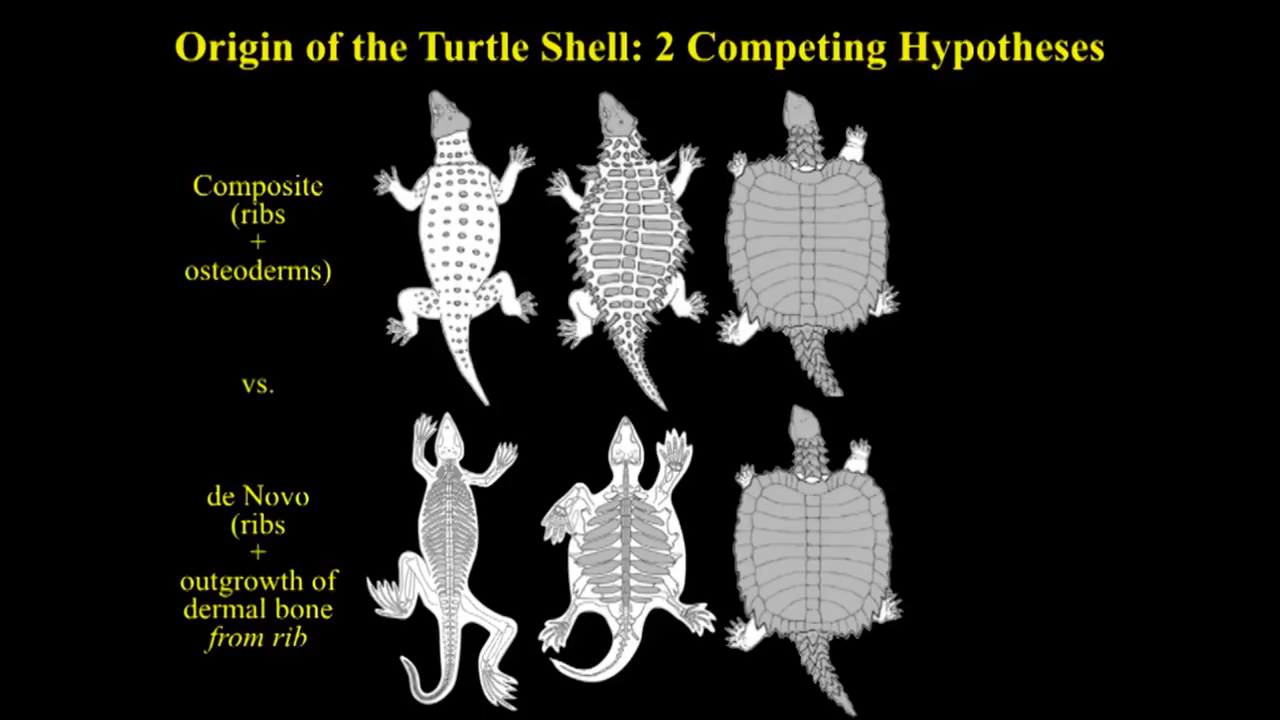 Origin of the Turtle Shell: 2 Competing Hypotheses
Composite
(ribs
+
osteoderms)
vs.
de Novo
(ribs
+
outgrowth of
dermal bone
from rib